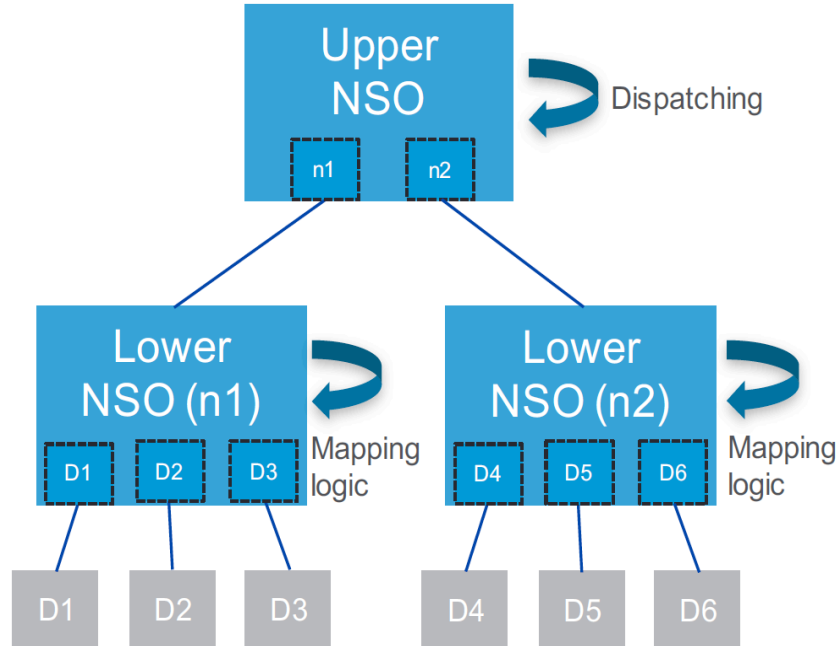 Upper
NSO
Dispatching
n1
n2
Lower
NSO (n1)
Mapping
logic
D1
D2
D3
Lower
NSO (n2)
Mapping
logic
D4
D5
D6
D1
D2
D3
D4
D5
D6